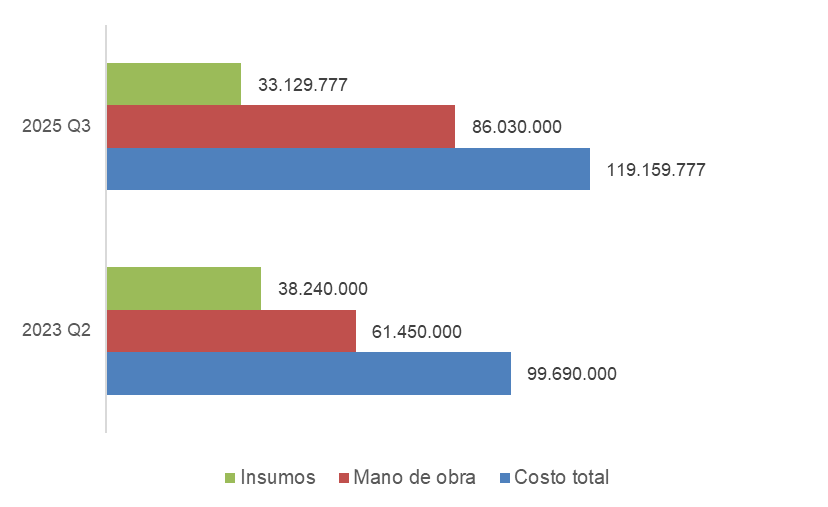 33.129.777
2025 Q3
86.030.000
119.159.777
38.240.000
2023 Q2
61.450.000
99.690.000
Insumos Mano de obra Costo total